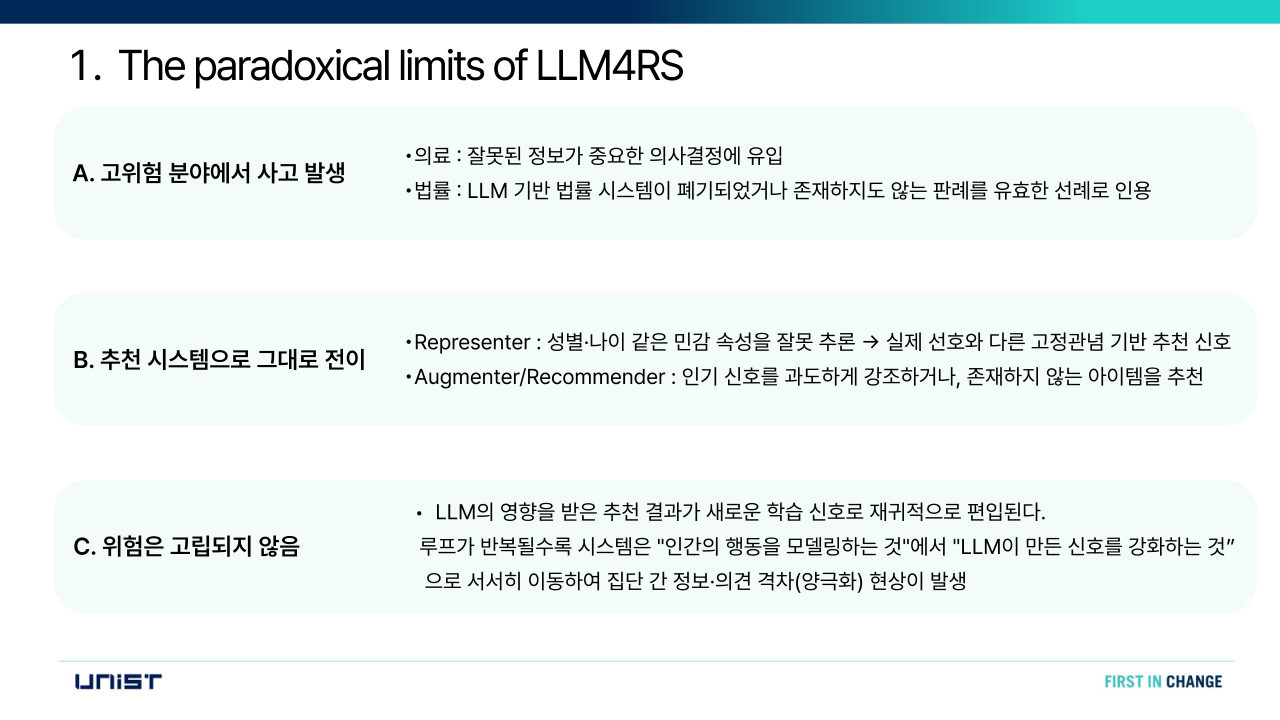 1. The paradoxical limits of LLM4RS
A. 고위험 분야에서 사고 발생
•의료 : 잘못된 정보가 중요한 의사결정에 유입
•법률 : LLM 기반 법률 시스템이 폐기되었거나 존재하지도 않는 판례를 유효한 선례로 인용
B. 추천 시스템으로 그대로 전이
•Representer : 성별·나이 같은 민감 속성을 잘못 추론 → 실제 선호와 다른 고정관념 기반 추천 신호
•Augmenter/Recommender : 인기 신호를 과도하게 강조하거나, 존재하지 않는 아이템을 추천
C. 위험은 고립되지 않음
• LLM의 영향을 받은 추천 결과가 새로운 학습 신호로 재귀적으로 편입된다.
루프가 반복될수록 시스템은 "인간의 행동을 모델링하는 것"에서 "LLM이 만든 신호를 강화하는 것”
으로 서서히 이동하여 집단 간 정보·의견 격차(양극화) 현상이 발생
UNIST
FIRST IN CHANGE